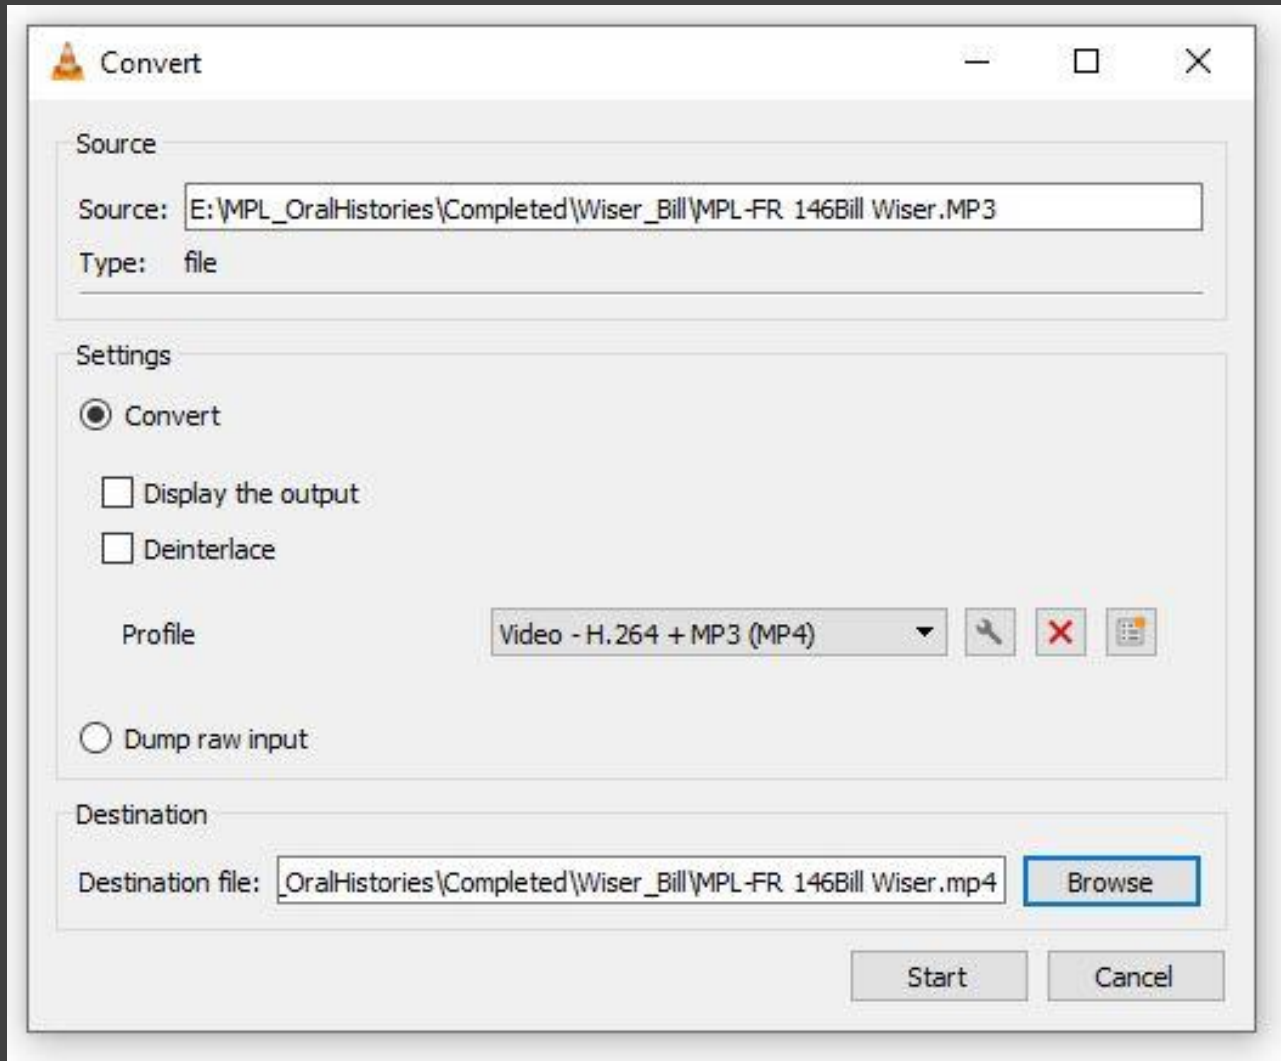 Convert
Source
Source: E:\MPL_OralHistories\Completed\Wiser_Bill\MPL-FR 146Bill Wiser.MP3
Type: file
Settings
Convert
Display the output
Deinterlace
Profile Video - H.264 + MP3 (MP4)
Dump raw input
Destination
Destination file: _OralHistories\Completed\Wiser_Bill\MPL-FR 146Bill Wiser.mp4 Browse
Start Cancel